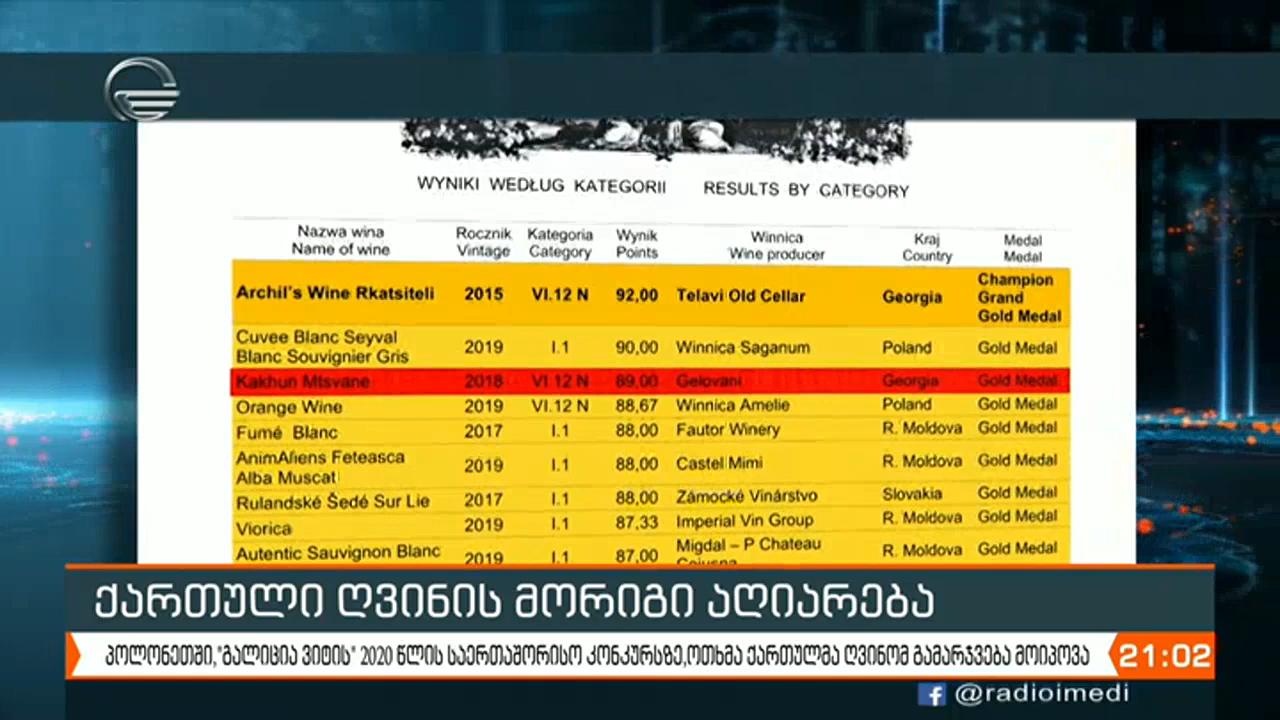 WYNIKI WEDŁUG KATEGORII RESULTS BY CATEGORY
Nazwa wina Rocznik Kategoria Wynik Winnica Kraj Medal
Name of wine Vintage Category Points Wine producer Country Medal
Archil's Wine Rkatsiteli 2015 VI.12 N 92,00 Telavi Old Cellar Georgia Champion
Grand
Gold Medal
Cuvee Blanc Seyval
Blanc Souvignier Gris 2019 I.1 90,00 Winnica Saganum Poland Gold Medal
Kakhuri Mtsvane 2018 VI.12 N 89,00 Gelovani Georgia Gold Medal
Orange Wine 2019 VI.12 N 88,67 Winnica Amelie Poland Gold Medal
Fumé Blanc 2017 I.1 88,00 Fautor Winery R. Moldova Gold Medal
AnimAliens Feteasca
Alba Muscat 2019 I.1 88,00 Castel Mimi R. Moldova Gold Medal
Rulandské Šedé Sur Lie 2017 I.1 88,00 Zámocké Vinárstvo Slovakia Gold Medal
Viorica 2019 I.1 87,33 Imperial Vin Group R. Moldova Gold Medal
Autentic Sauvignon Blanc 2019 I.1 87,00 Migdal – P Chateau R. Moldova Gold Medal
ქართული ღვინის მორიგი აღიარება
პოლონეთში,"გალიცია ვიტის" 2020 წლის საერთაშორისო კონკურსზე,ოთხმა ქართულმა ღვინომ გამარჯვება მოიპოვა
21:02
@radioimedi